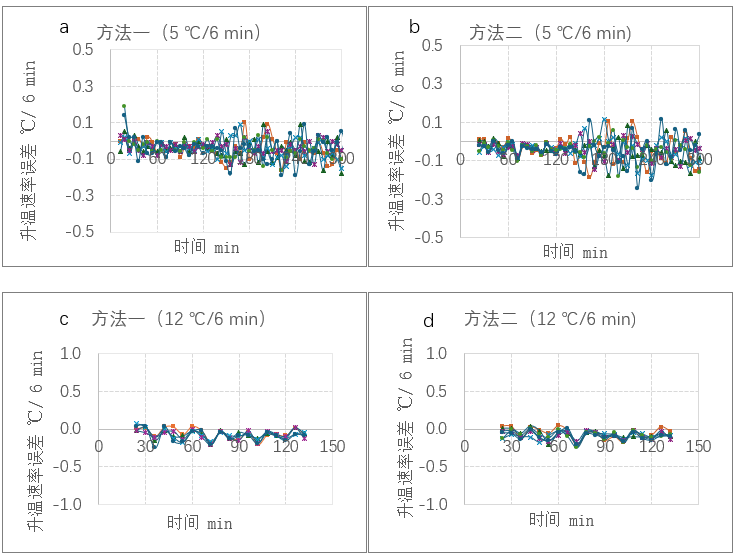 a 方法一（5 ℃/6 min）
升温速率误差 ℃/ 6 min
0.5
0.3
0.1
-0.1
-0.3
-0.5
0 60 120
时间 min
b 方法二（5 ℃/6 min）
升温速率误差 ℃/ 6 min
0.5
0.3
0.1
-0.1
-0.3
-0.5
0 60 120
时间 min
c 方法一（12 ℃/6 min）
升温速率误差 ℃/ 6 min
1.0
0.5
0.0
-0.5
-1.0
0 30 60 90 120 150
时间 min
d 方法二（12 ℃/6 min）
升温速率误差 ℃/ 6 min
1.0
0.5
0.0
-0.5
-1.0
0 30 60 90 120 150
时间 min